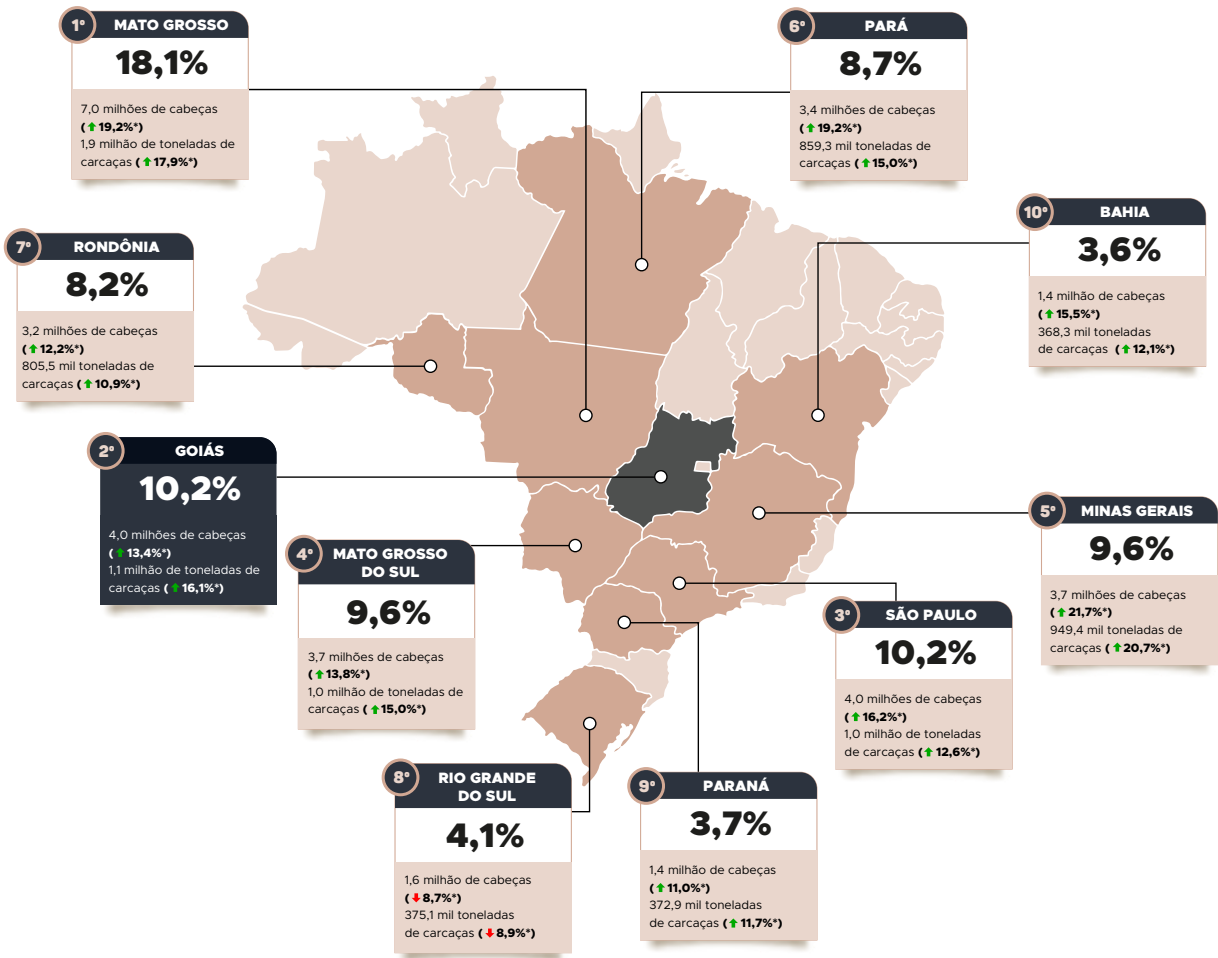 1º
MATO GROSSO
18,1%
7,0 milhões de cabeças
(⬆19,2%*)
1,9 milhão de toneladas de
carcaças (⬆17,9%*)
6º
PARÁ
8,7%
3,4 milhões de cabeças
(⬆19,2%*)
859,3 mil toneladas de
carcaças (⬆15,0%*)
10º
BAHIA
3,6%
1,4 milhão de cabeças
(⬆15,5%*)
368,3 mil toneladas
de carcaças (⬆12,1%*)
7º
RONDÔNIA
8,2%
3,2 milhões de cabeças
(⬆12,2%*)
805,5 mil toneladas de
carcaças (⬆10,9%*)
2º
GOIÁS
10,2%
4,0 milhões de cabeças
(⬆13,4%*)
1,1 milhão de toneladas de
carcaças (⬆16,1%*)
4º
MATO GROSSO
DO SUL
9,6%
3,7 milhões de cabeças
(⬆13,8%*)
1,0 milhão de toneladas de
carcaças (⬆15,0%*)
5º
MINAS GERAIS
9,6%
3,7 milhões de cabeças
(⬆21,7%*)
949,4 mil toneladas de
carcaças (⬆20,7%*)
3º
SÃO PAULO
10,2%
4,0 milhões de cabeças
(⬆16,2%*)
1,0 milhão de toneladas
de carcaças (⬆12,6%*)
8º
RIO GRANDE
DO SUL
4,1%
1,6 milhão de cabeças
(⬇8,7%*)
375,1 mil toneladas
de carcaças (⬇8,9%*)
9º
PARANÁ
3,7%
1,4 milhão de cabeças
(⬆11,0%*)
372,9 mil toneladas
de carcaças (⬆11,7%*)